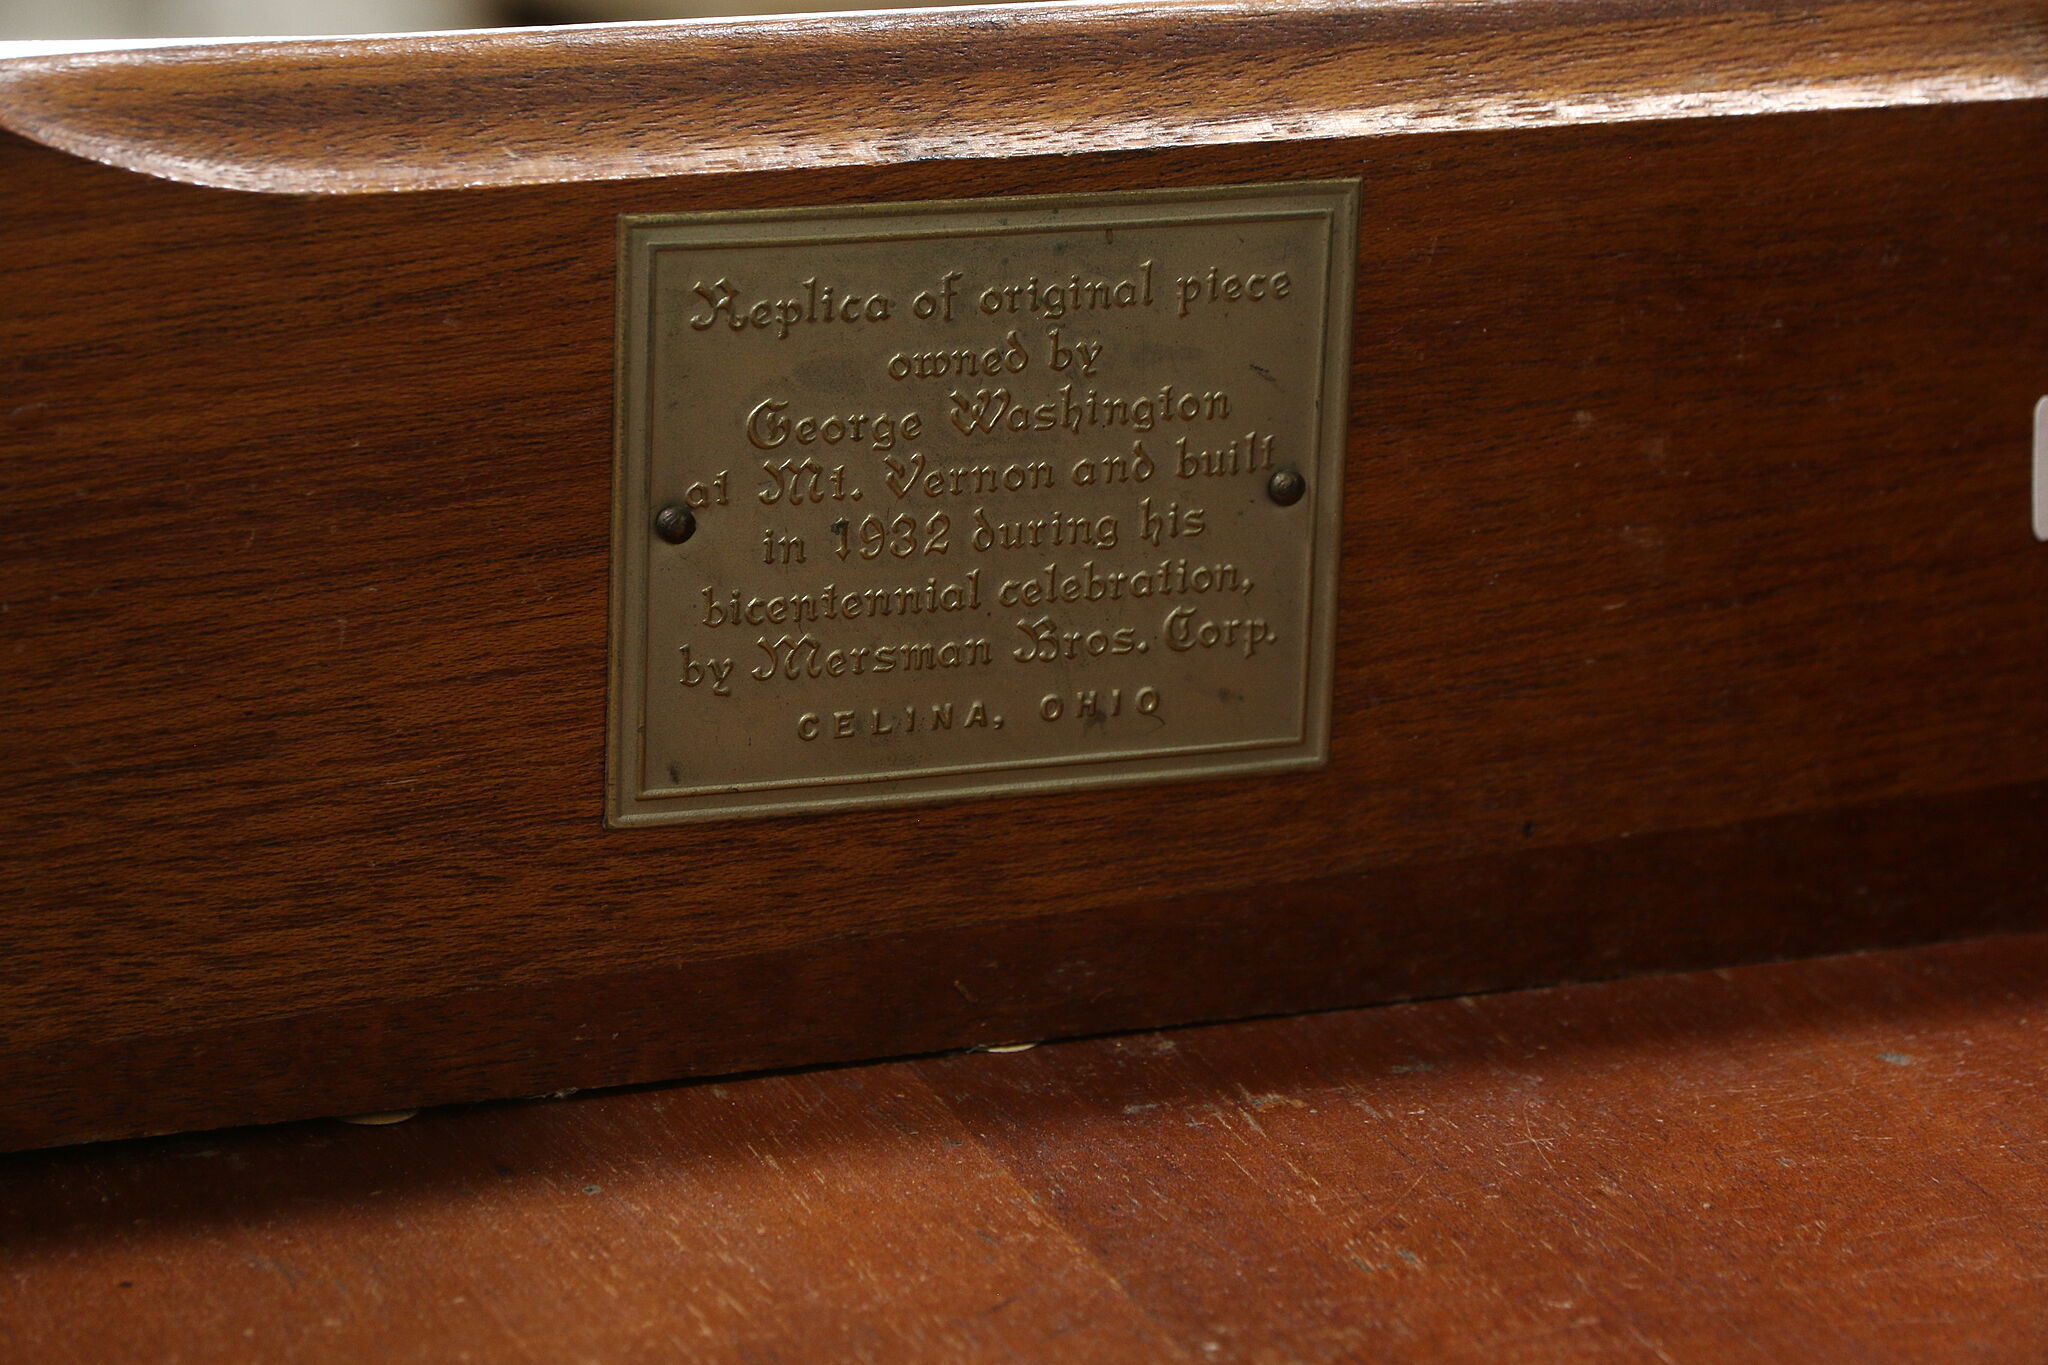 Replica of original piece
owned by
George Washington
at Mt. Vernon and built
in 1932 during his
bicentennial celebration,
by Mersman Bros. Corp.
CELINA, OHIO